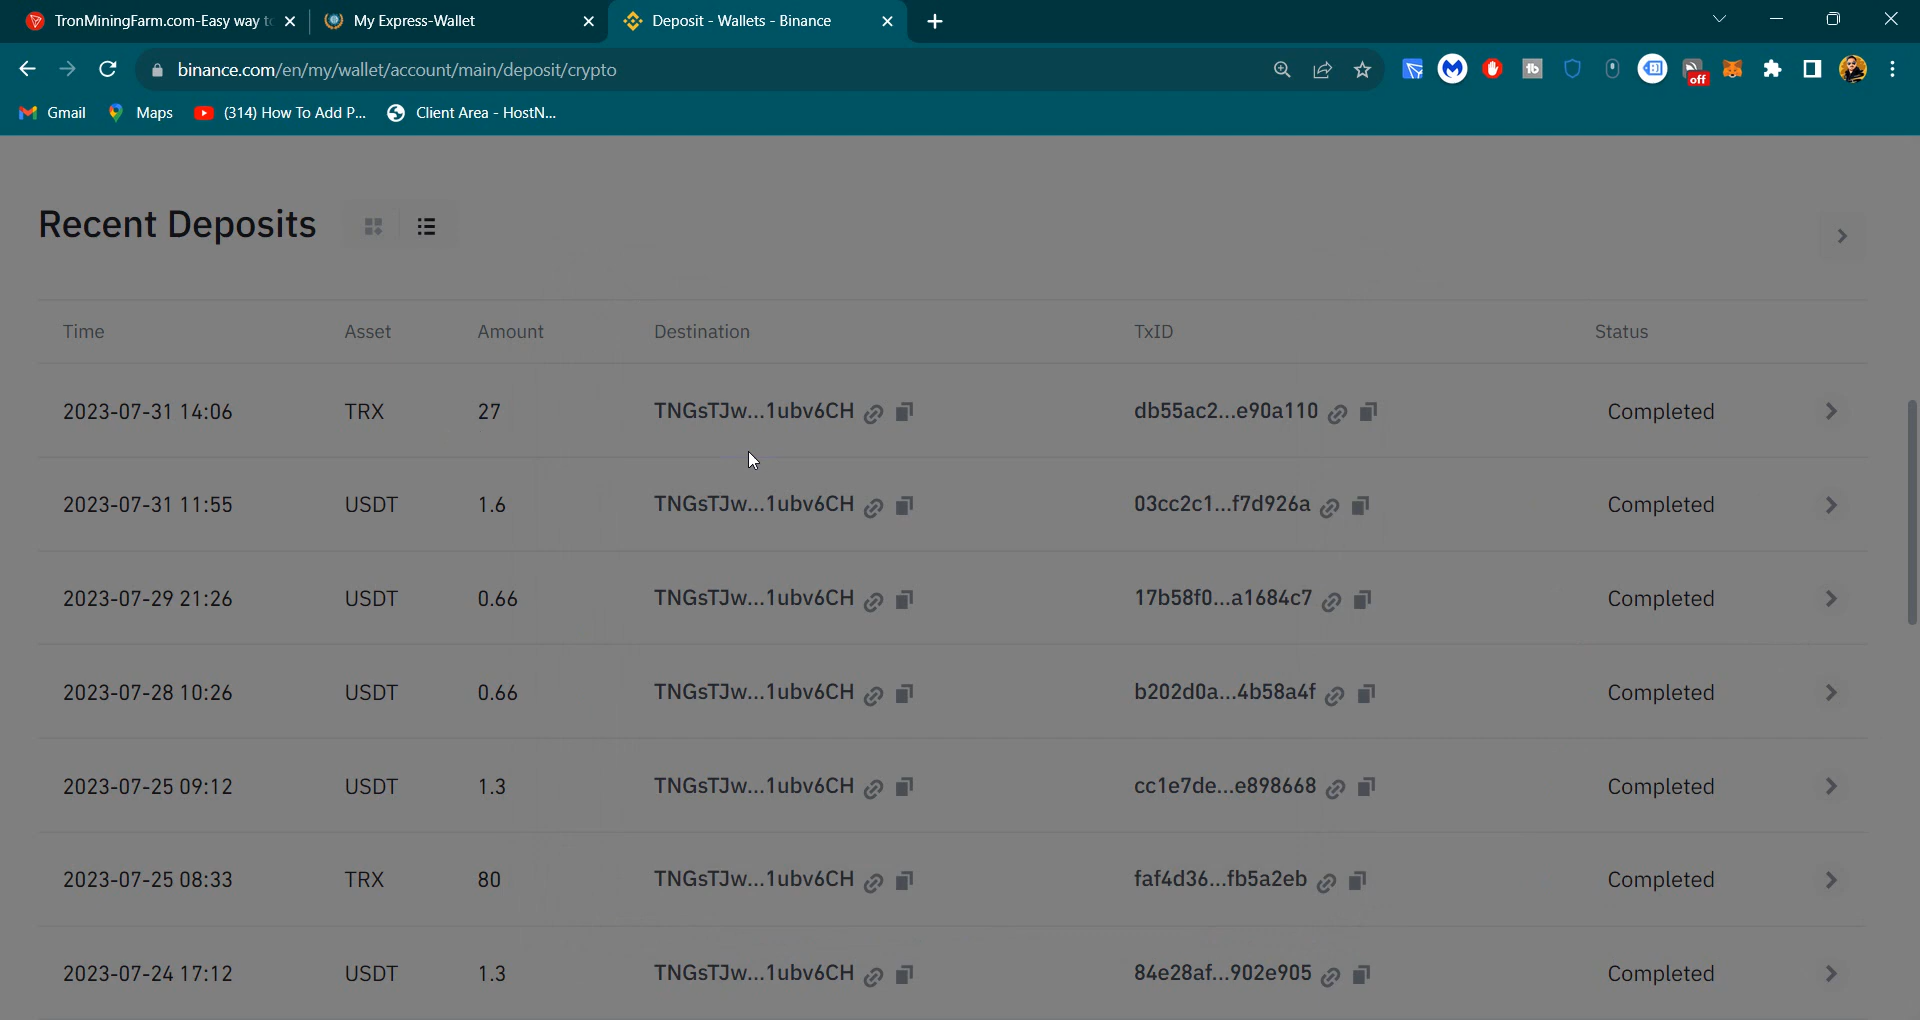 TronMiningFarm.com-Easy way to
My Express-Wallet
Deposit - Wallets - Binance
binance.com/en/my/wallet/account/main/deposit/crypto
tb
off
Gmail
Maps
(314) How To Add P...
Client Area - HostN...
Recent Deposits
Time Asset Amount Destination TxID Status
2023-07-31 14:06 TRX 27 TNGsTJw...1ubv6CH db55ac2...e90a110 Completed
2023-07-31 11:55 USDT 1.6 TNGsTJw...1ubv6CH 03cc2c1...f7d926a Completed
2023-07-29 21:26 USDT 0.66 TNGsTJw...1ubv6CH 17b58f0...a1684c7 Completed
2023-07-28 10:26 USDT 0.66 TNGsTJw...1ubv6CH b202d0a...4b58a4f Completed
2023-07-25 09:12 USDT 1.3 TNGsTJw...1ubv6CH cc1e7de...e898668 Completed
2023-07-25 08:33 TRX 80 TNGsTJw...1ubv6CH faf4d36...fb5a2eb Completed
2023-07-24 17:12 USDT 1.3 TNGsTJw...1ubv6CH 84e28af...902e905 Completed